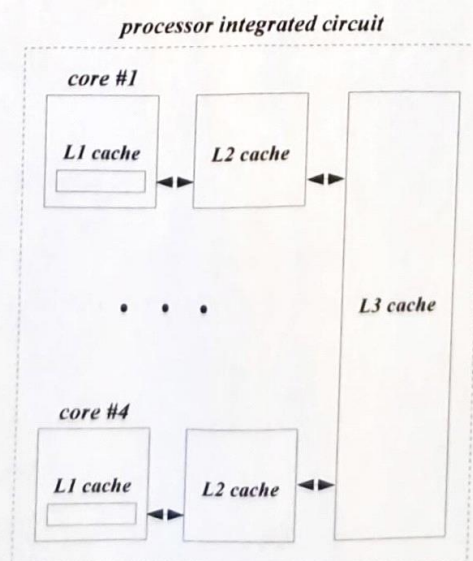 processor integrated circuit
core #1
L1 cache
L2 cache
L3 cache
core #4
L1 cache
L2 cache